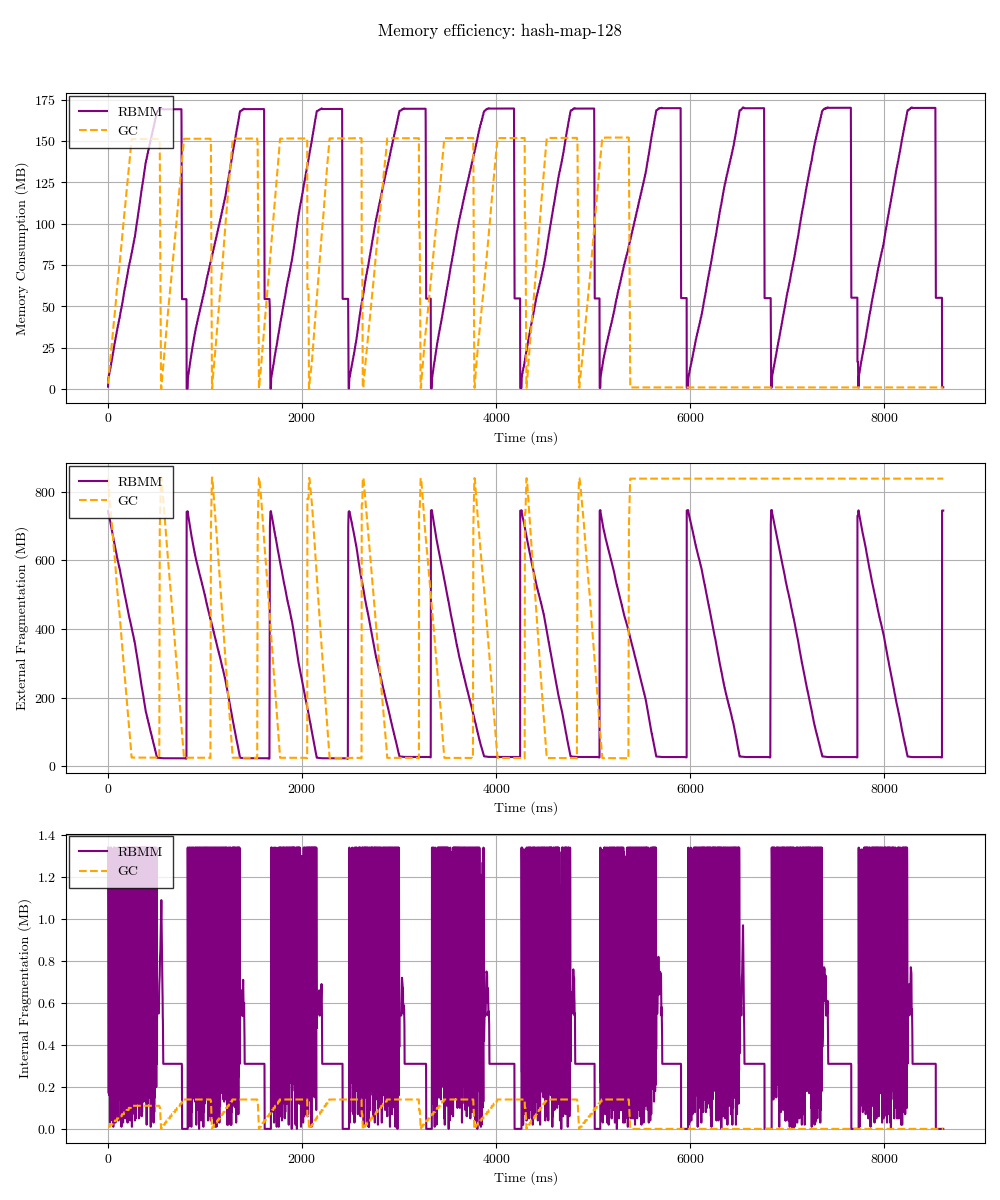 Memory efficiency: hash-map-128
Memory Consumption (MB)
175
150
125
100
75
50
25
0
RBMM
GC
0 2000 4000 6000 8000
Time (ms)
External Fragmentation (MB)
800
600
400
200
0
RBMM
GC
0 2000 4000 6000 8000
Time (ms)
Internal Fragmentation (MB)
1.4
1.2
1.0
0.8
0.6
0.4
0.2
0.0
RBMM
GC
0 2000 4000 6000 8000
Time (ms)